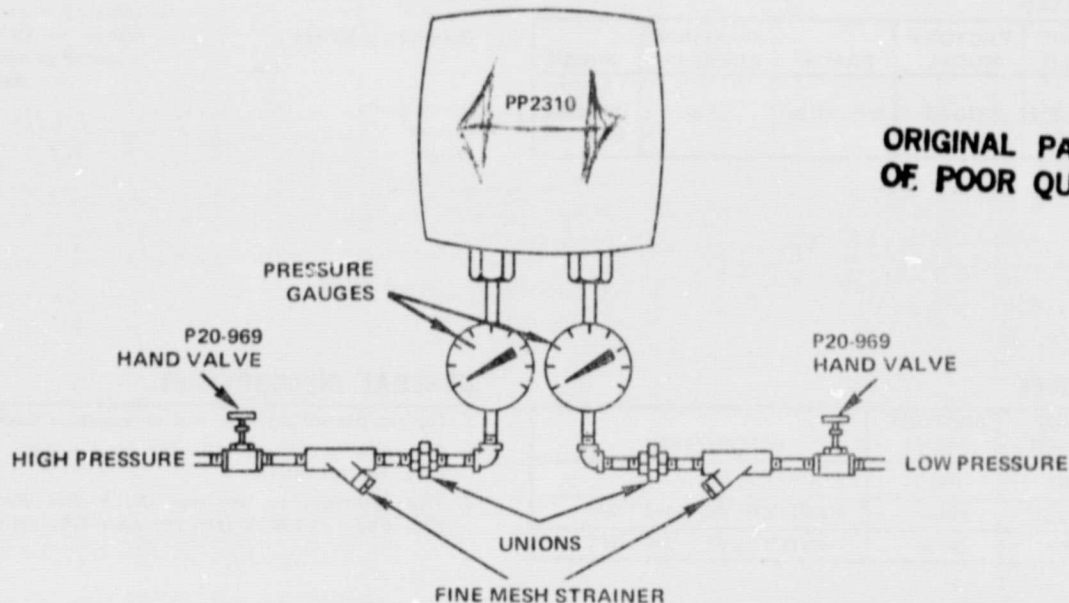 PP2310
ORIGINAL PA
OF POOR QU
PRESSURE
GAUGES
P20-969
HAND VALVE
P20-969
HAND VALVE
HIGH PRESSURE
LOW PRESSURE
UNIONS
FINE MESH STRAINER